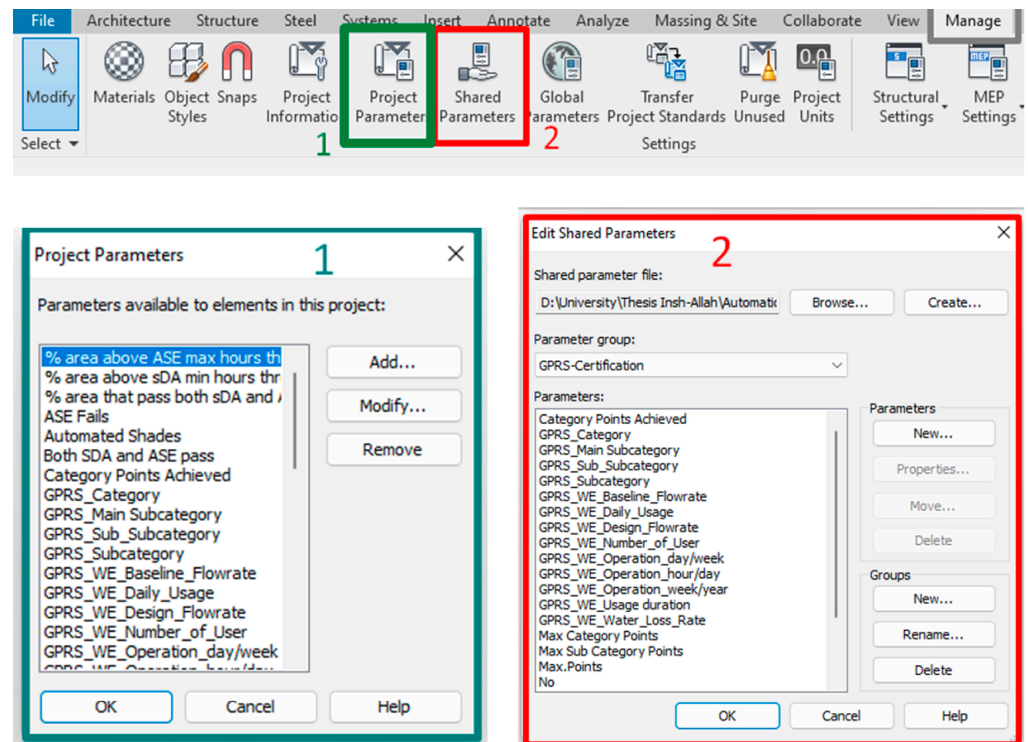 File Architecture Structure Steel Systems Insert Annotate Analyze Massing & Site Collaborate View Manage
Modify Materials Object Styles Snaps Project Informatio Project Parameter Shared Parameters Global arameters Transfer Project Standards Purge Unused Project Units Structural Settings MEP Settings
Select 1 2 Settings
Project Parameters 1
Parameters available to elements in this project:
% area above ASE max hours th
% area above sDA min hours thr
% area that pass both sDA and
ASE Fails
Automated Shades
Both SDA and ASE pass
Category Points Achieved
GPRS_Category
GPRS_Main Subcategory
GPRS_Sub_Subcategory
GPRS_Subcategory
GPRS_WE_Baseline_Flowrate
GPRS_WE_Daily_Usage
GPRS_WE_Design_Flowrate
GPRS_WE_Number_of_User
GPRS_WE_Operation_day/week
Add...
Modify...
Remove
OK Cancel Help
Edit Shared Parameters 2
Shared parameter file:
D:\University\Thesis Insh-Allah\Automatic Browse... Create...
Parameter group:
GPRS-Certification
Parameters:
Category Points Achieved
GPRS_Category
GPRS_Main Subcategory
GPRS_Sub_Subcategory
GPRS_Subcategory
GPRS_WE_Baseline_Flowrate
GPRS_WE_Daily_Usage
GPRS_WE_Design_Flowrate
GPRS_WE_Number_of_User
GPRS_WE_Operation_day/week
GPRS_WE_Operation_hour/day
GPRS_WE_Operation_week/year
GPRS_WE_Usage duration
GPRS_WE_Water_Loss_Rate
Max Category Points
Max Sub Category Points
Max.Points
No
Parameters
New...
Properties...
Move...
Delete
Groups
New...
Rename...
Delete
OK Cancel Help